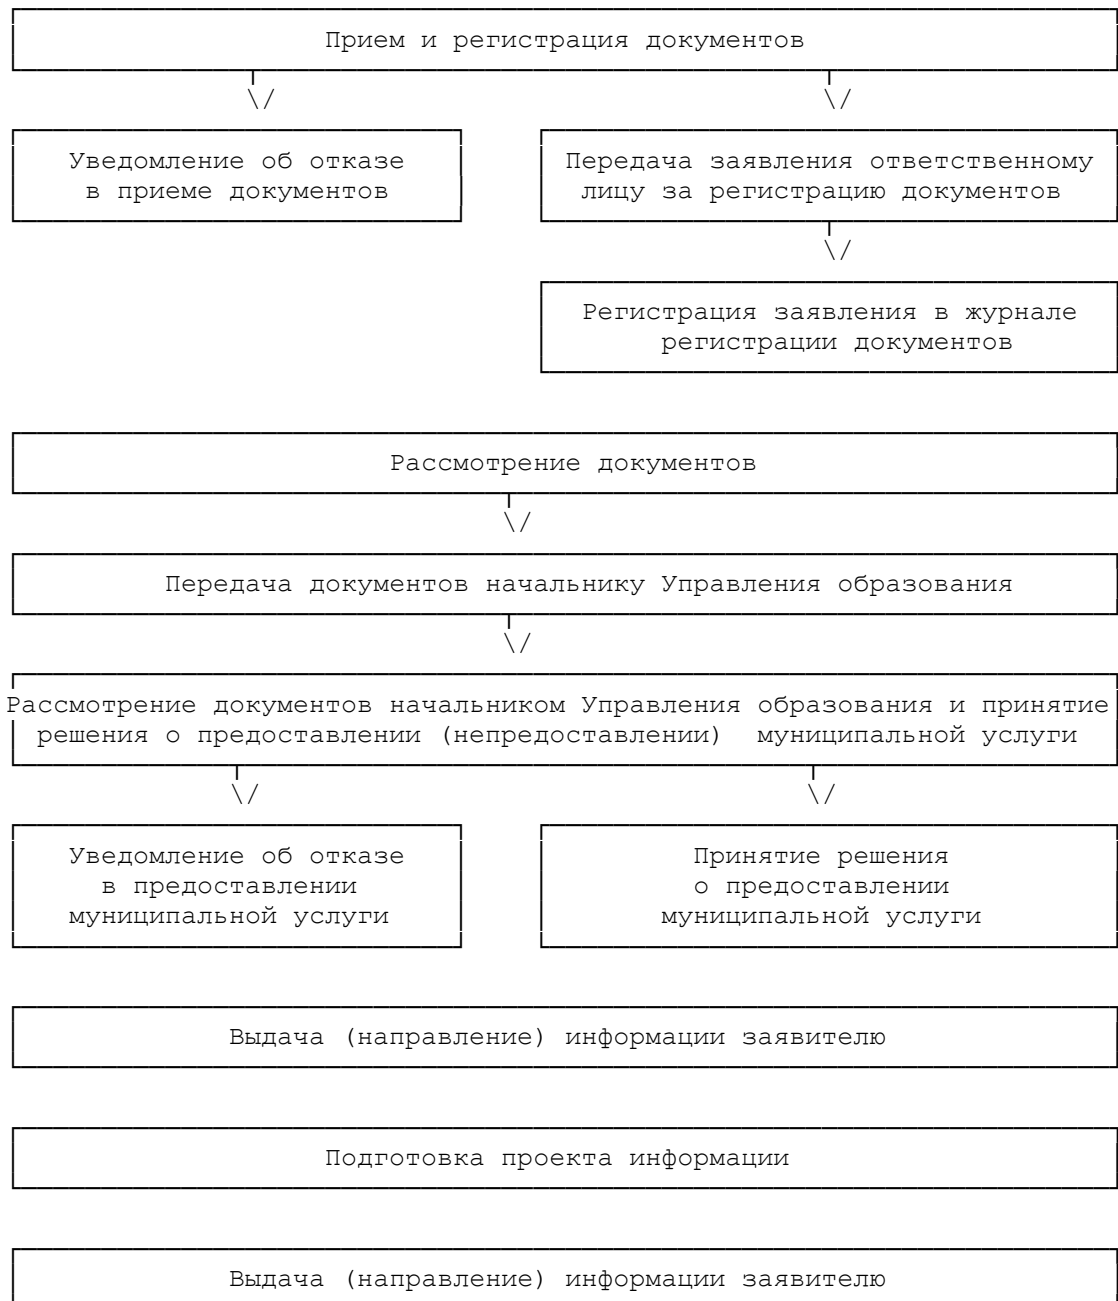 Прием и регистрация документов
Уведомление об отказе
в приеме документов
Передача заявления ответственному
лицу за регистрацию документов
Регистрация заявления в журнале
регистрации документов
Рассмотрение документов
Передача документов начальнику Управления образования
Рассмотрение документов начальником Управления образования и принятие
решения о предоставлении (непредоставлении) муниципальной услуги
Уведомление об отказе
в предоставлении
муниципальной услуги
Принятие решения
о предоставлении
муниципальной услуги
Выдача (направление) информации заявителю
Подготовка проекта информации
Выдача (направление) информации заявителю